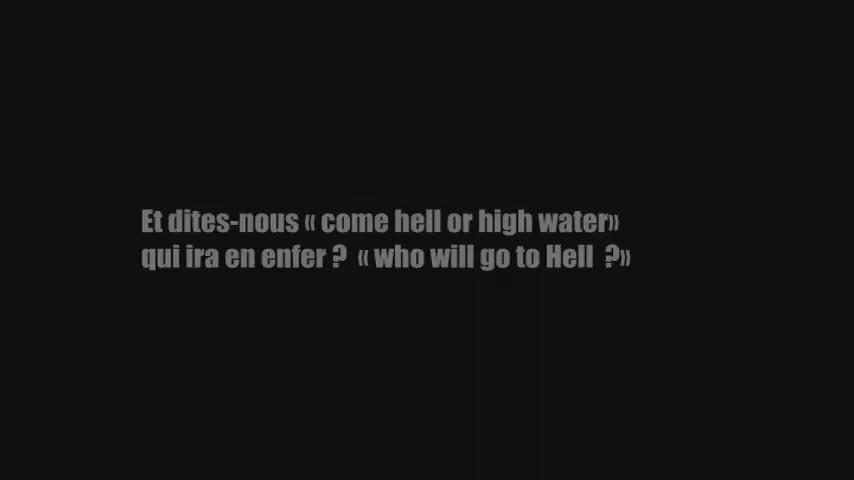 Et dites-nous « come hell or high water»
qui ira en enfer ? « who will go to Hell ?»